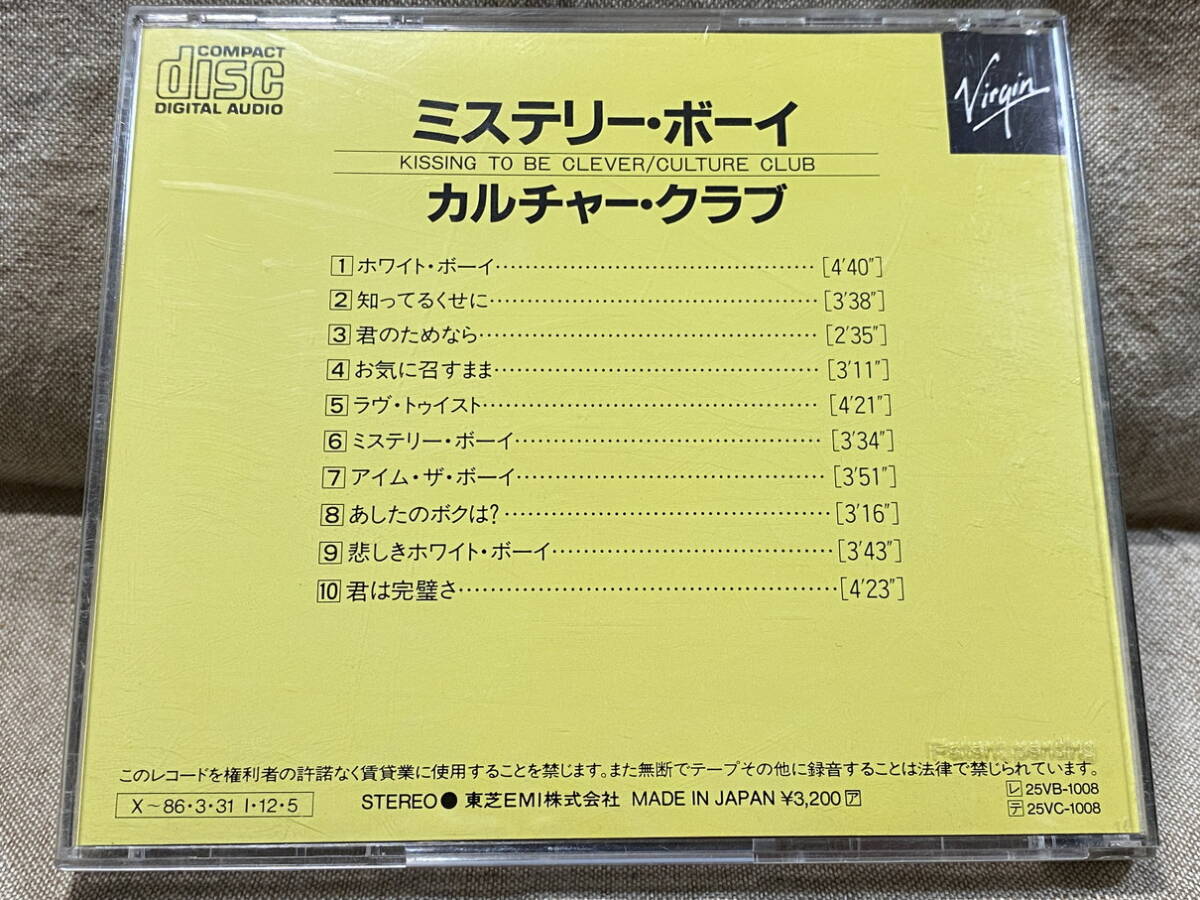 COMPACT
disc
DIGITAL AUDIO
Virgin
ミステリー・ボーイ
KISSING TO BE CLEVER/CULTURE CLUB
カルチャー・クラブ
1 ホワイト・ボーイ……………………………………[4'40"]
2 知ってるくせに……………………………………[3'38"]
3 君のためなら……………………………………[2'35"]
4 お気に召すまま……………………………………[3'11"]
5 ラヴ・トゥイスト……………………………………[4'21"]
6 ミステリー・ボーイ……………………………………[3'34"]
7 アイム・ザ・ボーイ……………………………………[3'51"]
8 あしたのボクは?……………………………………[3'16"]
9 悲しきホワイト・ボーイ……………………………………[3'43"]
10 君は完璧さ……………………………………[4'23"]
Patent pending
このレコードを権利者の許諾なく賃貸業に使用することを禁じます。また無断でテープその他に録音することは法律で禁じられています。
X～86・3・31 I・12・5
STEREO● 東芝EMI株式会社 MADE IN JAPAN ¥3,200 ア
レ 25VB-1008
テ 25VC-1008